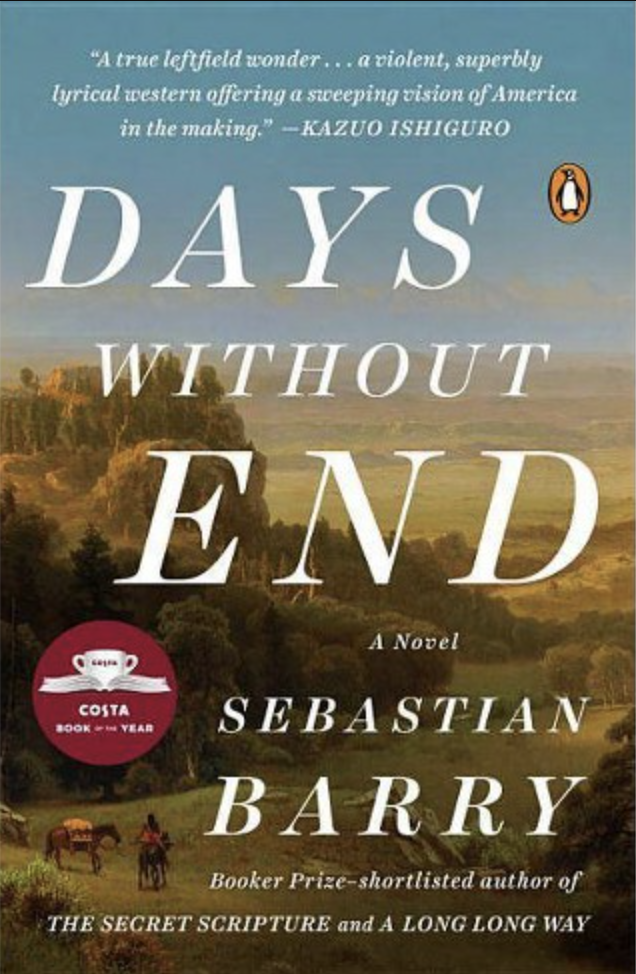 “A true leftfield wonder . . . a violent, superbly
lyrical western offering a sweeping vision of America
in the making.” —KAZUO ISHIGURO
DAYS
WITHOUT
END
A Novel
COSTA
COSTA
BOOK OF THE YEAR
SEBASTIAN
BARRY
Booker Prize–shortlisted author of
THE SECRET SCRIPTURE and A LONG LONG WAY